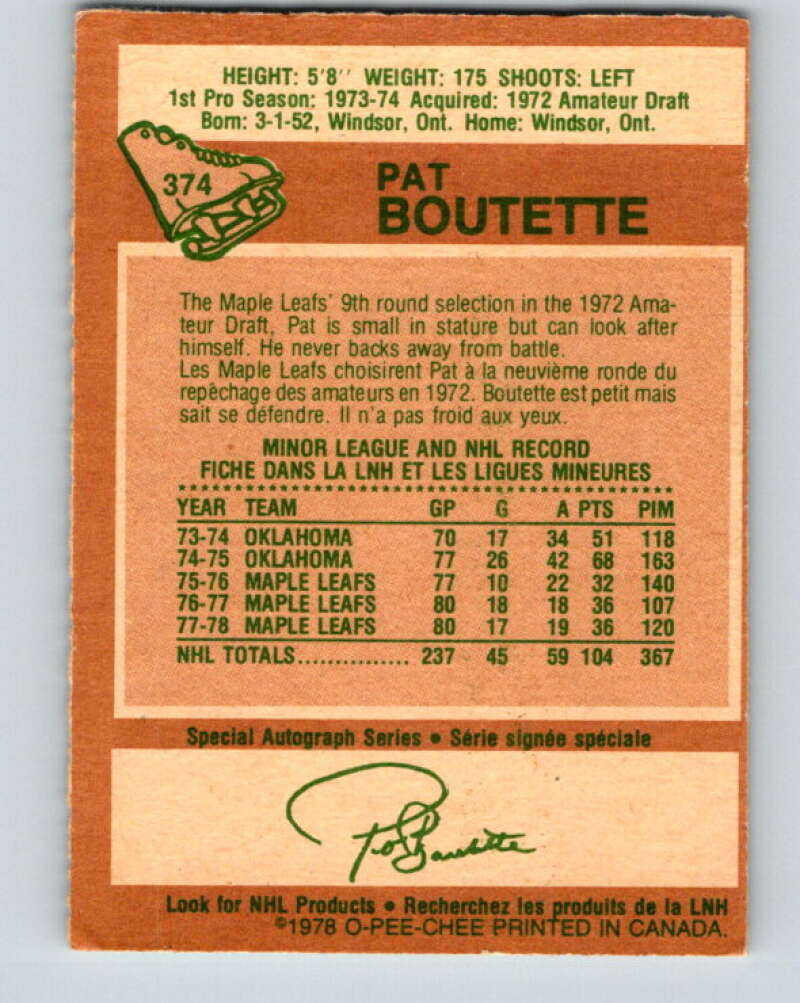 HEIGHT: 5'8'' WEIGHT: 175 SHOOTS: LEFT
1st Pro Season: 1973-74 Acquired: 1972 Amateur Draft
Born: 3-1-52, Windsor, Ont. Home: Windsor, Ont.
374
PAT
BOUTETTE
The Maple Leafs' 9th round selection in the 1972 Ama-
teur Draft, Pat is small in stature but can look after
himself. He never backs away from battle.
Les Maple Leafs choisirent Pat à la neuvième ronde du
repêchage des amateurs en 1972. Boutette est petit mais
sait se défendre. Il n'a pas froid aux yeux.
MINOR LEAGUE AND NHL RECORD
FICHE DANS LA LNH ET LES LIGUES MINEURES
YEAR TEAM GP G A PTS PIM
73-74 OKLAHOMA 70 17 34 51 118
74-75 OKLAHOMA 77 26 42 68 163
75-76 MAPLE LEAFS 77 10 22 32 140
76-77 MAPLE LEAFS 80 18 18 36 107
77-78 MAPLE LEAFS 80 17 19 36 120
NHL TOTALS............... 237 45 59 104 367
Special Autograph Series • Série signée spéciale
Pat Boutette
Look for NHL Products • Recherchez les produits de la LNH
©1978 O-PEE-CHEE PRINTED IN CANADA.